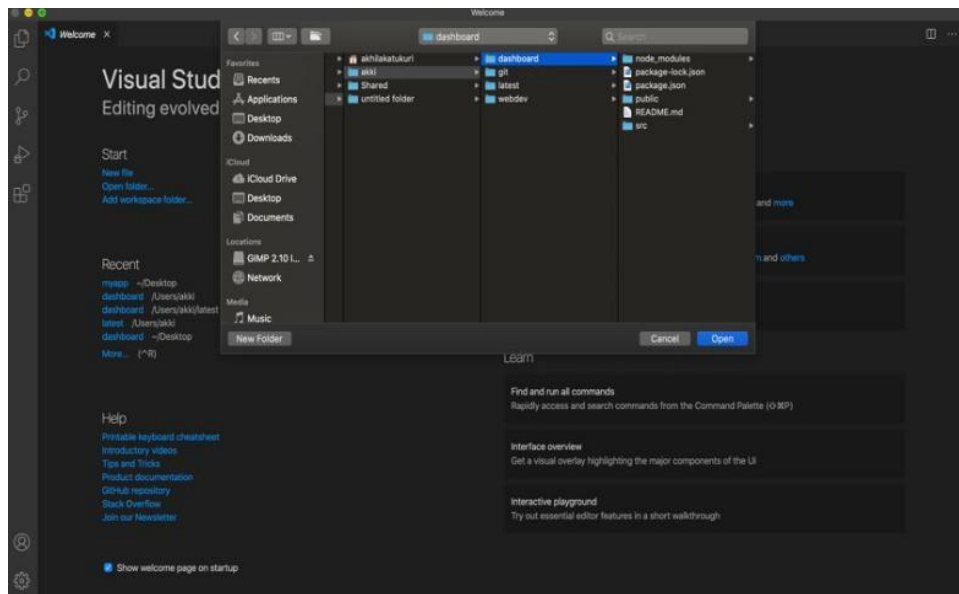 Welcome
Welcome ×
dashboard
Search
Visual Stud
Editing evolved
Start
New file
Open folder...
Add workspace folder...
Recent
myapp ~/Desktop
dashboard /Users/akki
dashboard /Users/akki/latest
latest /Users/akki
dashboard ~/Desktop
More... (^R)
Help
Printable keyboard cheatsheet
Introductory videos
Tips and Tricks
Product documentation
GitHub repository
Stack Overflow
Join our Newsletter
Show welcome page on startup
Favorites
Recents
Applications
Desktop
Downloads
iCloud
iCloud Drive
Desktop
Documents
Locations
GIMP 2.10 i...
Network
Media
Music
akhilakatukuri
akki
Shared
untitled folder
dashboard
git
latest
webdev
node_modules
package-lock.json
package.json
public
README.md
src
New Folder
Cancel
Open
and more
and others
Learn
Find and run all commands
Rapidly access and search commands from the Command Palette (⇧⌘P)
Interface overview
Get a visual overlay highlighting the major components of the UI
Interactive playground
Try out essential editor features in a short walkthrough